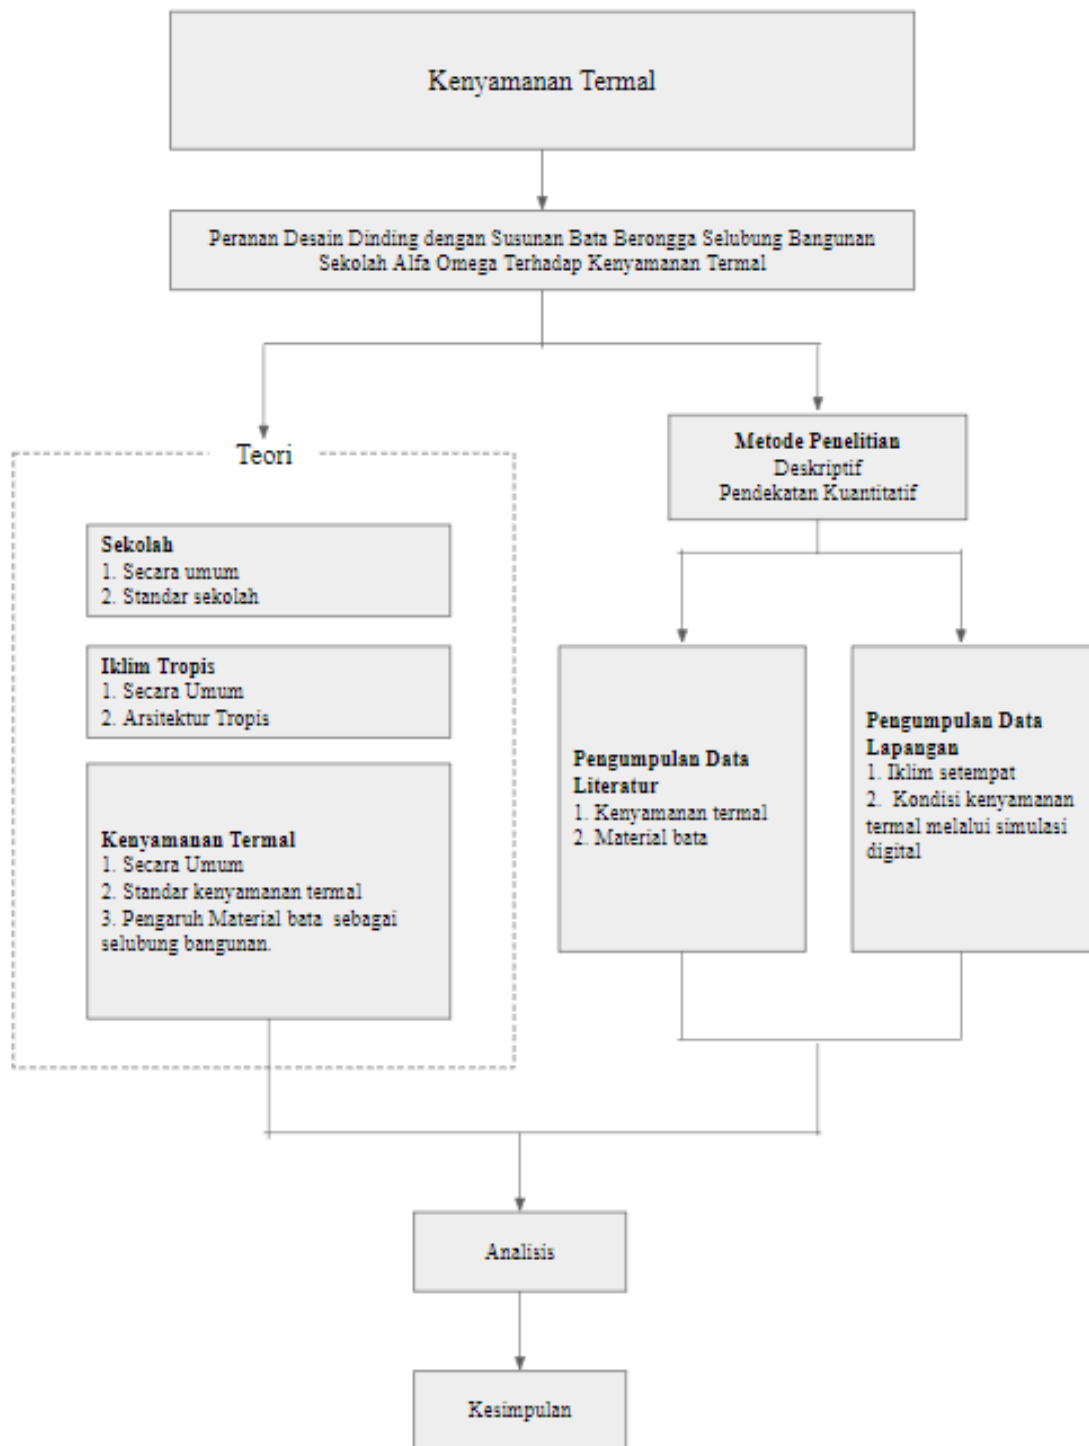 Kenyamanan Termal
Peranan Desain Dinding dengan Susunan Bata Berongga Selubung Bangunan
Sekolah Alfa Omega Terhadap Kenyamanan Termal
Teori
Sekolah
1. Secara umum
2. Standar sekolah
Iklim Tropis
1. Secara Umum
2. Arsitektur Tropis
Kenyamanan Termal
1. Secara Umum
2. Standar kenyamanan termal
3. Pengaruh Material bata sebagai
selubung bangunan.
Metode Penelitian
Deskriptif
Pendekatan Kuantitatif
Pengumpulan Data
Literatur
1. Kenyamanan termal
2. Material bata
Pengumpulan Data
Lapangan
1. Iklim setempat
2. Kondisi kenyamanan
termal melalui simulasi
digital
Analisis
Kesimpulan